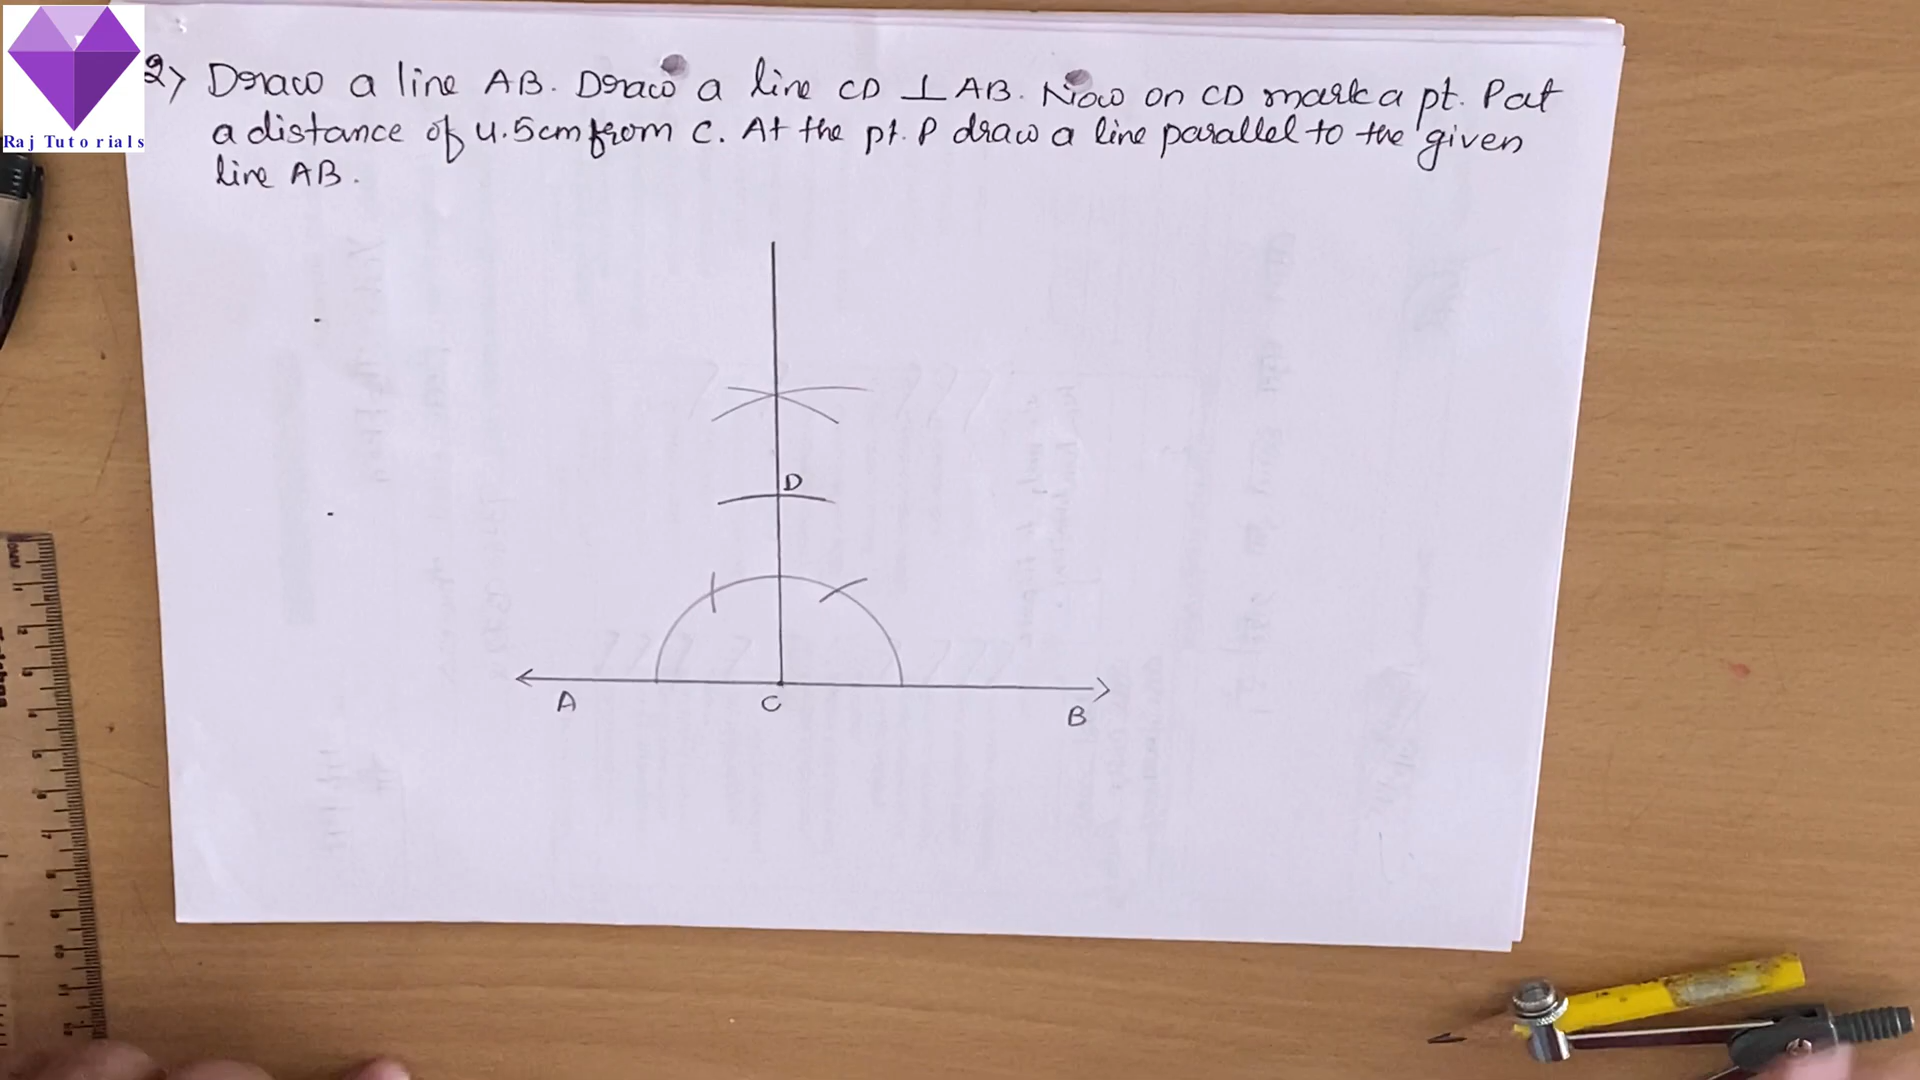 2) Draw a line AB. Draw a line CD ⊥ AB. Now on CD mark a pt. P at
a distance of 4.5cm from C. At the pt. P draw a line parallel to the given
line AB.
Raj Tutorials
D
A
C
B